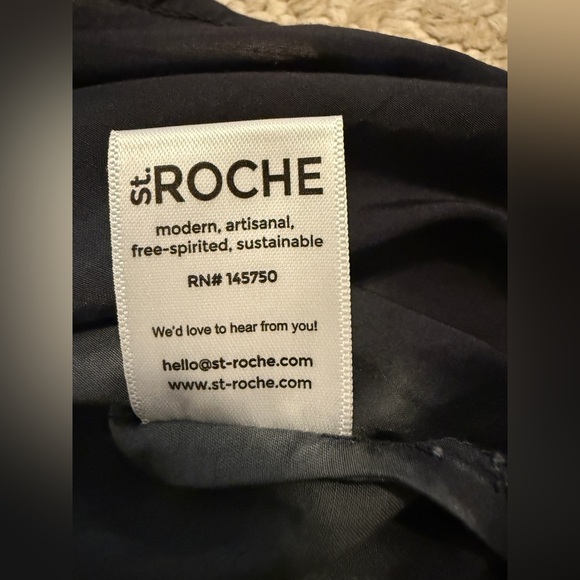 st. ROCHE
modern, artisanal,
free-spirited, sustainable
RN# 145750
We'd love to hear from you!
hello@st-roche.com
www.st-roche.com